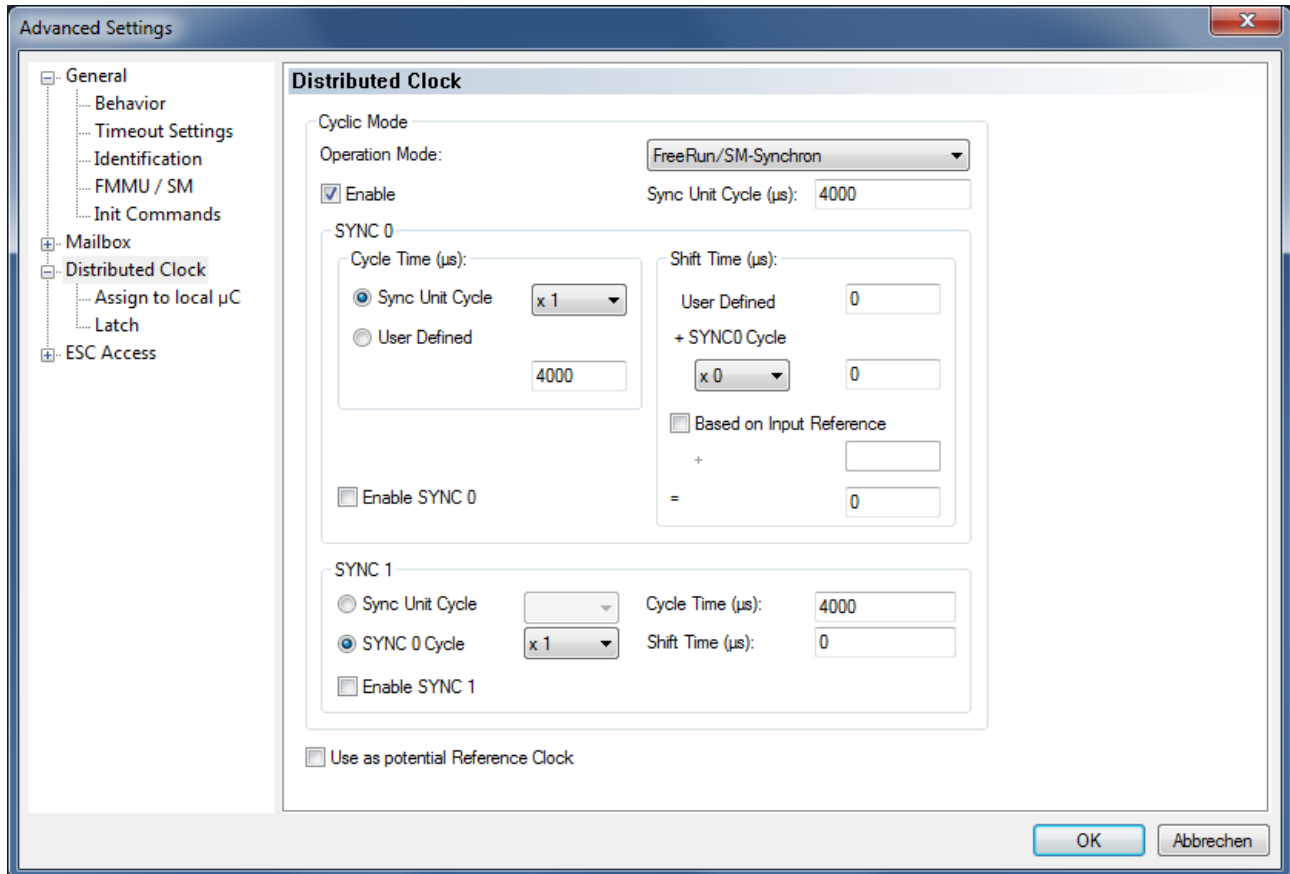 Advanced Settings
x
General
Behavior
Timeout Settings
Identification
FMMU / SM
Init Commands
Mailbox
Distributed Clock
Assign to local µC
Latch
ESC Access
Distributed Clock
Cyclic Mode
Operation Mode: FreeRun/SM-Synchron
Enable Sync Unit Cycle (µs): 4000
SYNC 0
Cycle Time (µs):
Sync Unit Cycle x 1
User Defined
4000
Enable SYNC 0
Shift Time (µs):
User Defined 0
+ SYNC0 Cycle
x 0 0
Based on Input Reference
+
= 0
SYNC 1
Sync Unit Cycle Cycle Time (µs): 4000
SYNC 0 Cycle x 1 Shift Time (µs): 0
Enable SYNC 1
Use as potential Reference Clock
OK Abbrechen